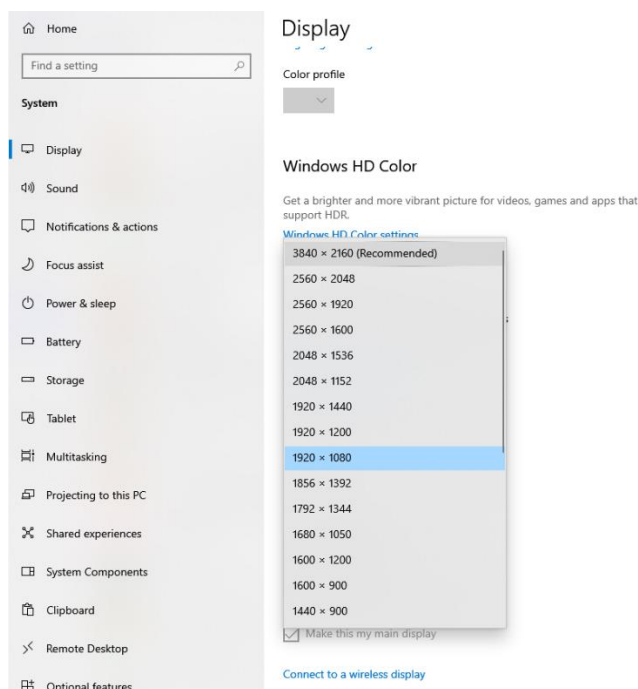 Home
Find a setting
System
Display
Sound
Notifications & actions
Focus assist
Power & sleep
Battery
Storage
Tablet
Multitasking
Projecting to this PC
Shared experiences
System Components
Clipboard
Remote Desktop
Optional features
Display
Color profile
Windows HD Color
Get a brighter and more vibrant picture for videos, games and apps that
support HDR.
Windows HD Color settings
3840 × 2160 (Recommended)
2560 × 2048
2560 × 1920
2560 × 1600
2048 × 1536
2048 × 1152
1920 × 1440
1920 × 1200
1920 × 1080
1856 × 1392
1792 × 1344
1680 × 1050
1600 × 1200
1600 × 900
1440 × 900
Make this my main display
Connect to a wireless display